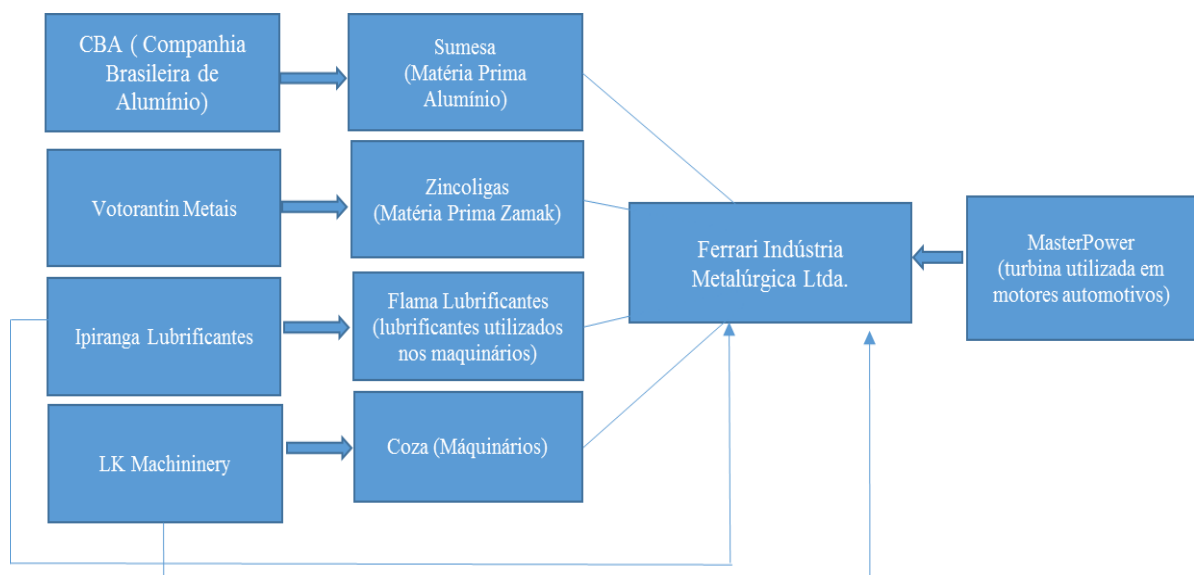 CBA ( Companhia
Brasileira de
Alumínio)
Sumesa
(Matéria Prima
Alumínio)
Votorantin Metais
Zincoligas
(Matéria Prima Zamak)
Ferrari Indústria
Metalúrgica Ltda.
MasterPower
(turbina utilizada em
motores automotivos)
Ipiranga Lubrificantes
Flama Lubrificantes
(lubrificantes utilizados
nos maquinários)
LK Machininery
Coza (Máquinários)